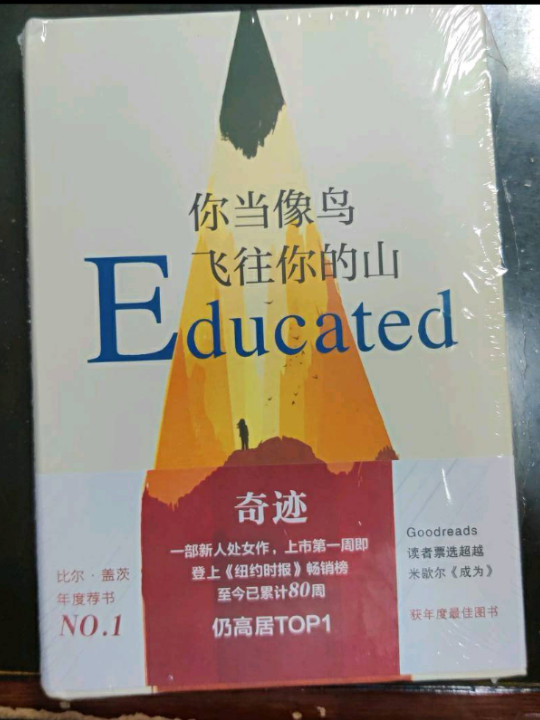 你当像鸟
飞往你的山
Educated
奇迹
一部新人处女作，上市第一周即
登上《纽约时报》畅销榜
至今已累计80周
仍高居TOP1
比尔·盖茨
年度荐书
NO.1
Goodreads
读者票选超越
米歇尔《成为》
获年度最佳图书